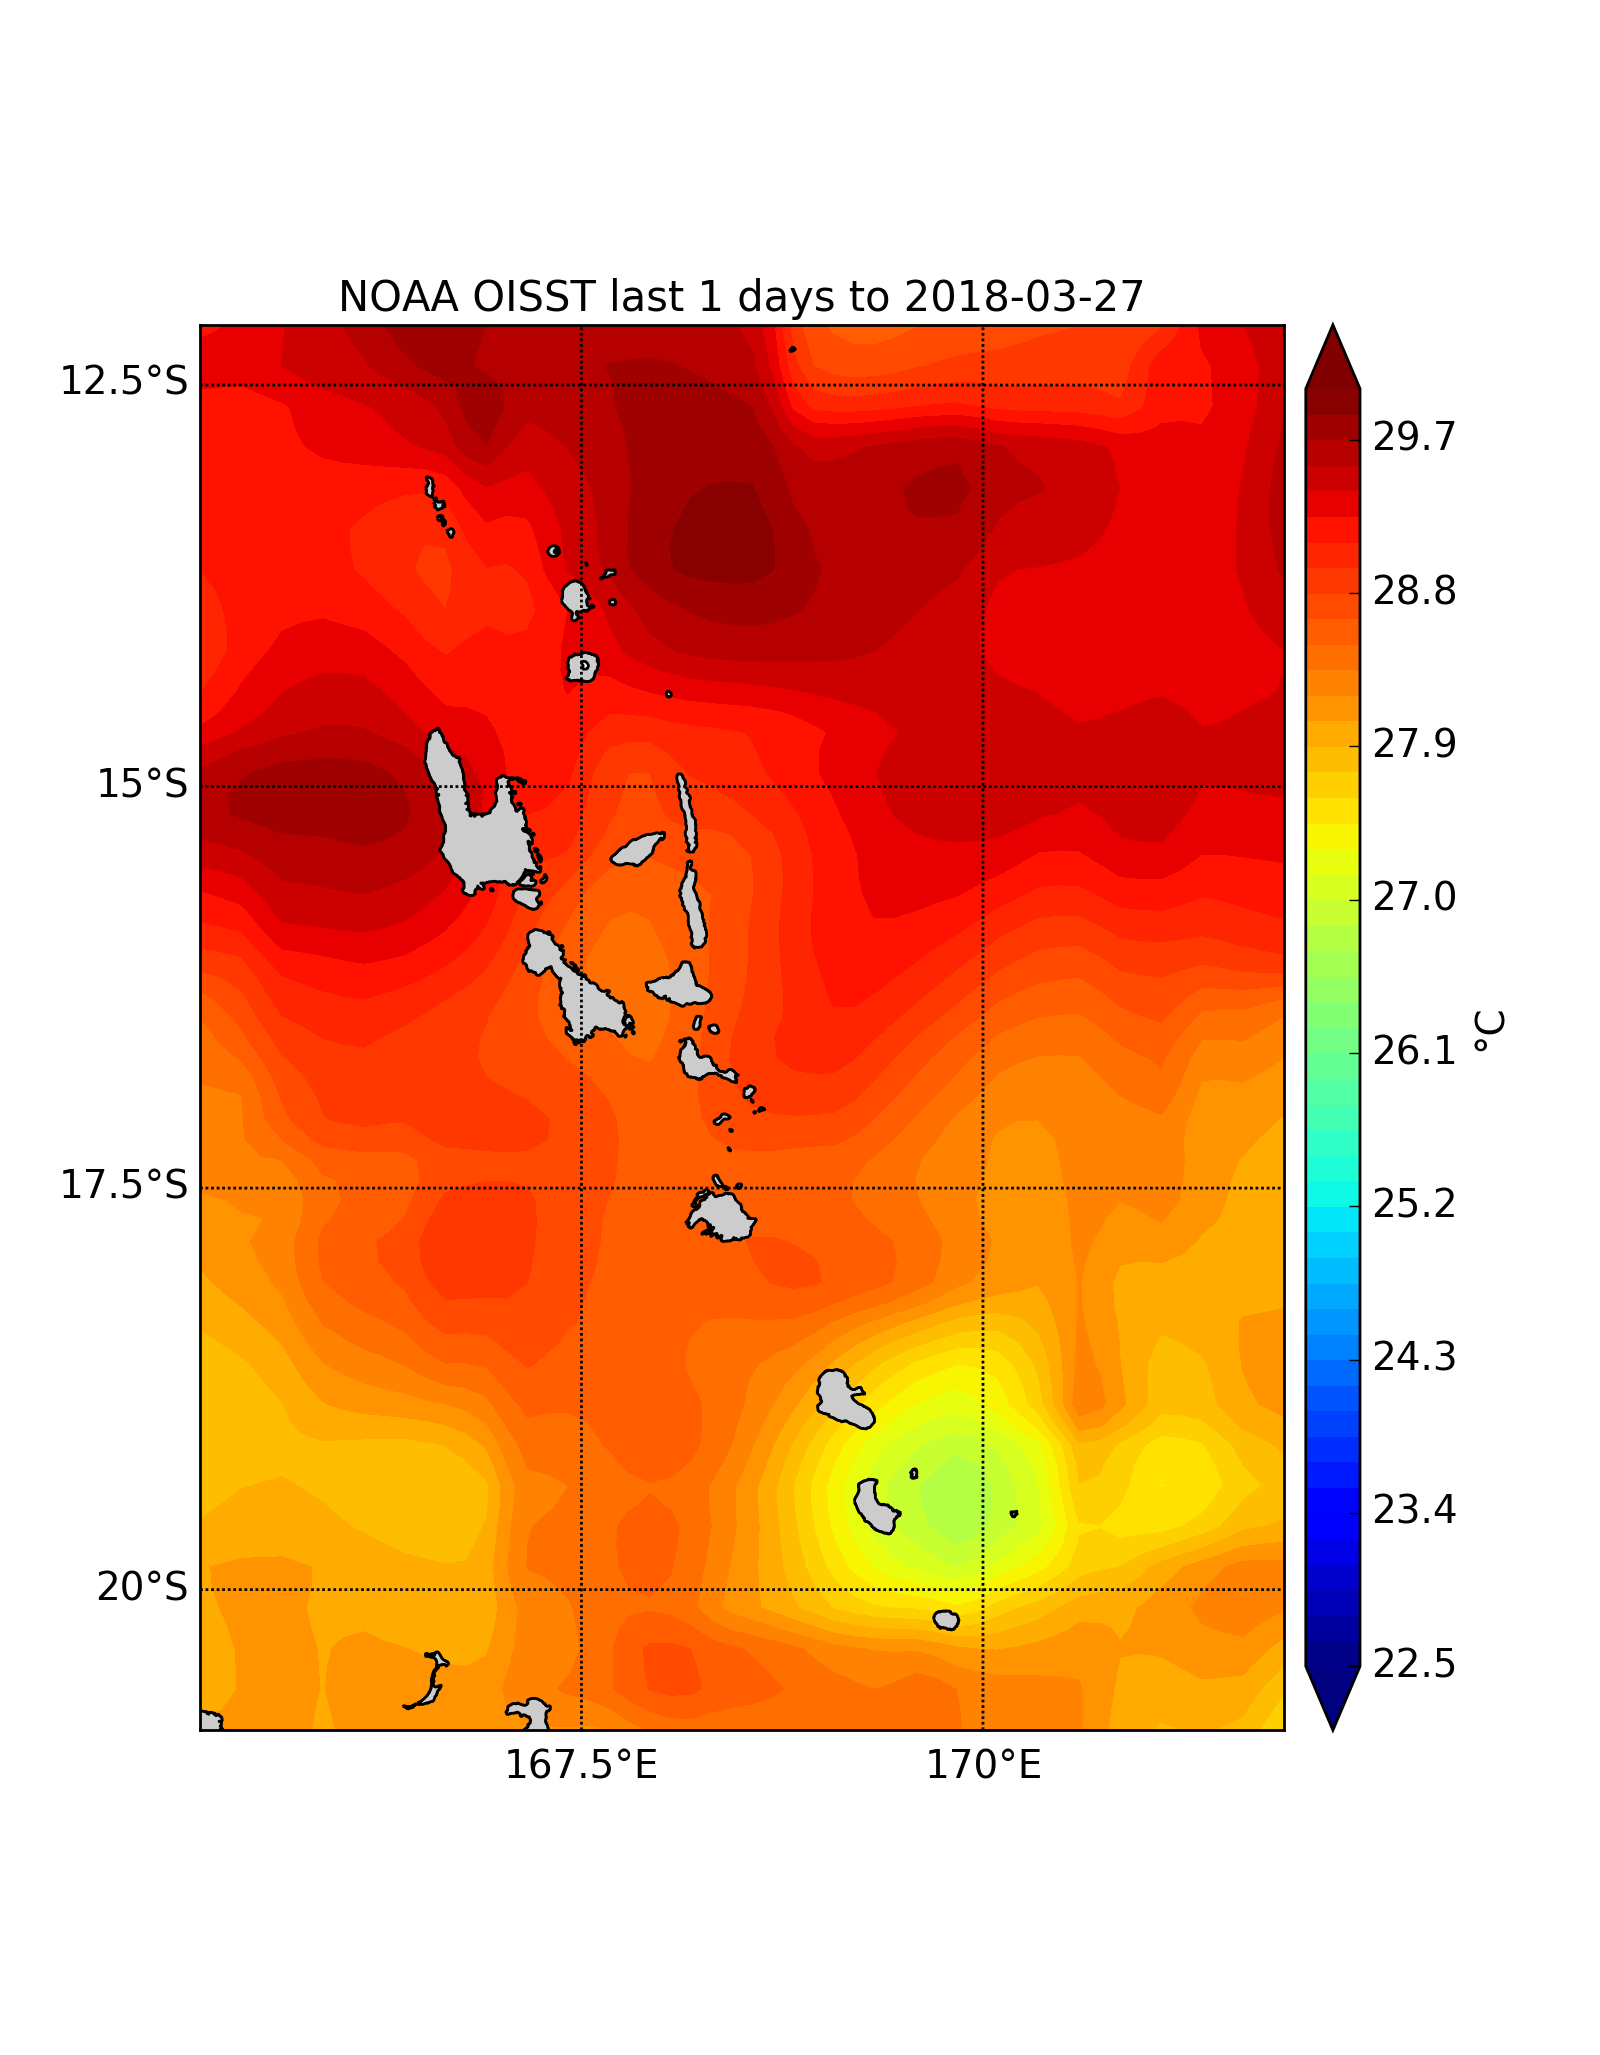 NOAA OISST last 1 days to 2018-03-27
12.5°S
15°S
17.5°S
20°S
167.5°E
170°E
29.7
28.8
27.9
27.0
26.1
25.2
24.3
23.4
22.5
°C